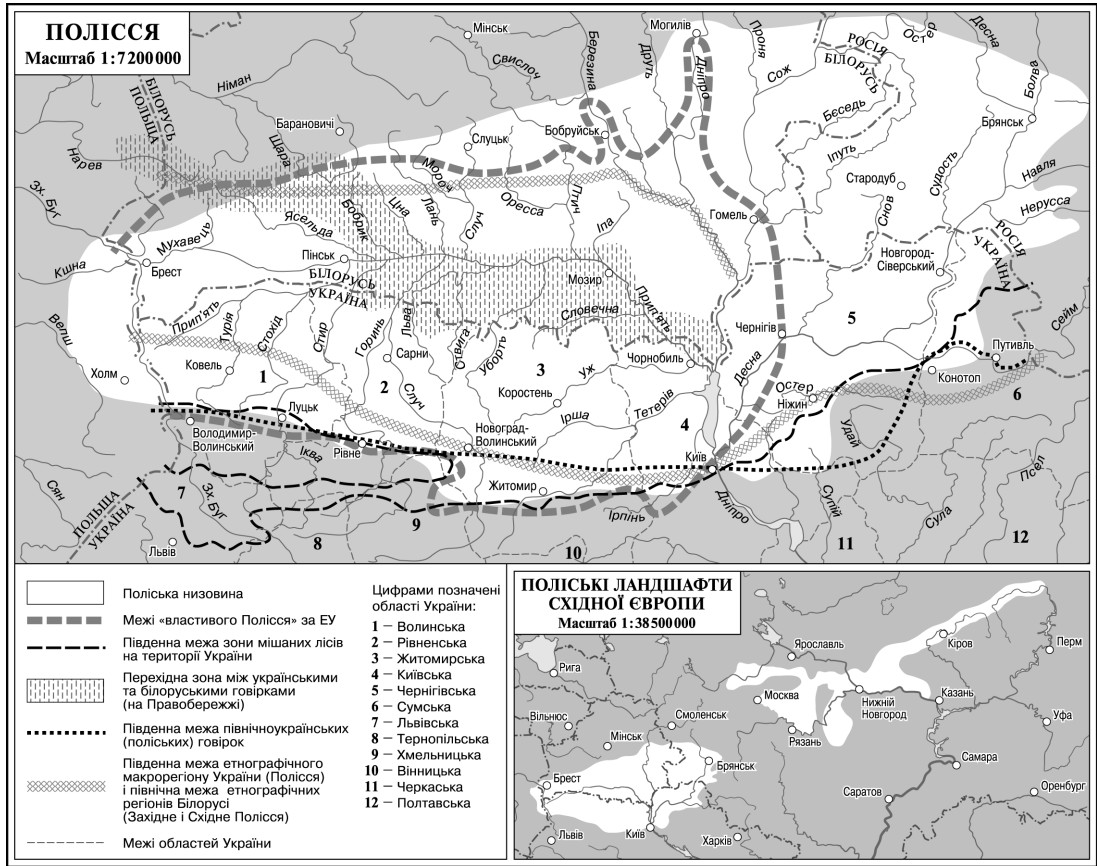 ПОЛІССЯ
Масштаб 1:7200000
Мінськ
Могилів
Свислоч
Березина
Друть
Дніпро
Проня
Сож
РОСІЯ
БІЛОРУСЬ
Остер
Десна
Болва
Німан
БІЛОРУСЬ
ПОЛЬЩА
Барановичі
Шара
Слуцьк
Бобруйськ
Бєседь
Брянськ
Нарев
Мороч
Іпуть
Судость
Навля
Зх. Буг
Ясельда
Бобрик
Цна
Лань
Случ
Оресса
Птич
Іпа
Стародуб
Снов
Гомель
Нерусса
Мухавець
Кшна
Брест
Пінськ
БІЛОРУСЬ
УКРАЇНА
Мозир
Прип'ять
Новгород-
Сіверський
РОСІЯ
УКРАЇНА
Прип'ять
Турія
Стохід
Стир
Горинь
Льва
Ствига
Уборть
Словечна
Чорнобиль
Чернігів
Десна
5
Сейм
Путивль
Велш
Холм
Ковель
1
Сарни
2
Случ
3
Уж
Коростень
Остер
Ніжин
Конотоп
6
Луцьк
Ірша
Тетерів
4
Володимир-
Волинський
Новоград-
Волинський
Рівне
Іква
Київ
Удай
Житомир
Псел
Сян
7
Зх.Буг
Ірпінь
Дніпро
Супій
Сула
ПОЛЬЩА
УКРАЇНА
Львів
8
9
10
11
12
Поліська низовина
Межі «властивого Полісся» за ЕУ
Південна межа зони мішаних лісів
на території України
Перехідна зона між українськими
та білоруськими говірками
(на Правобережжі)
Південна межа північноукраїнських
(поліських) говірок
Південна межа етнографічного
макрорегіону України (Полісся)
і північна межа етнографічних
регіонів Білорусі
(Західне і Східне Полісся)
Межі областей України
Цифрами позначені
області України:
1 – Волинська
2 – Рівненська
3 – Житомирська
4 – Київська
5 – Чернігівська
6 – Сумська
7 – Львівська
8 – Тернопільська
9 – Хмельницька
10 – Вінницька
11 – Черкаська
12 – Полтавська
ПОЛІСЬКІ ЛАНДШАФТИ
СХІДНОЇ ЄВРОПИ
Масштаб 1:38500000
Ярославль
Кіров
Перм
Рига
Москва
Нижній
Новгород
Казань
Вільнюс
Смоленськ
Уфа
Мінськ
Рязань
Брянськ
Самара
Брест
Саратов
Оренбург
Львів
Київ
Харків